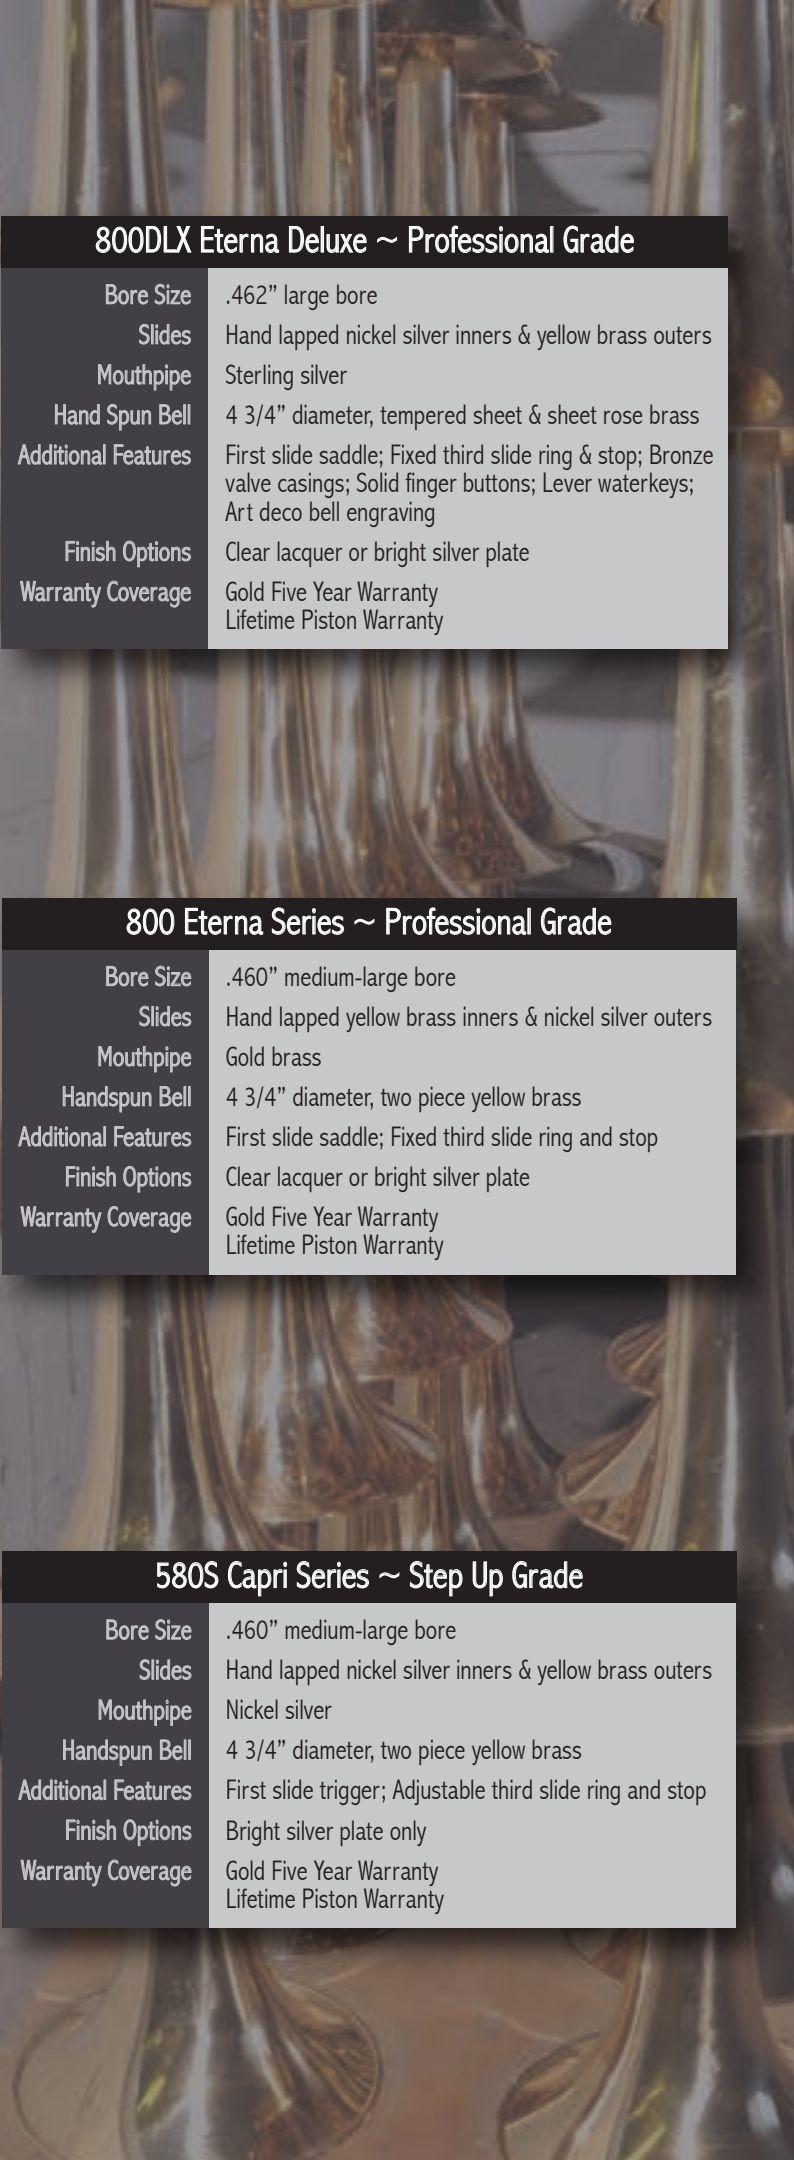 800DLX Eterna Deluxe ~ Professional Grade
Bore Size .462” large bore
Slides Hand lapped nickel silver inners & yellow brass outers
Mouthpipe Sterling silver
Hand Spun Bell 4 3/4” diameter, tempered sheet & sheet rose brass
Additional Features First slide saddle; Fixed third slide ring & stop; Bronze
valve casings; Solid finger buttons; Lever waterkeys;
Art deco bell engraving
Finish Options Clear lacquer or bright silver plate
Warranty Coverage Gold Five Year Warranty
Lifetime Piston Warranty
800 Eterna Series ~ Professional Grade
Bore Size .460” medium-large bore
Slides Hand lapped yellow brass inners & nickel silver outers
Mouthpipe Gold brass
Handspun Bell 4 3/4” diameter, two piece yellow brass
Additional Features First slide saddle; Fixed third slide ring and stop
Finish Options Clear lacquer or bright silver plate
Warranty Coverage Gold Five Year Warranty
Lifetime Piston Warranty
580S Capri Series ~ Step Up Grade
Bore Size .460” medium-large bore
Slides Hand lapped nickel silver inners & yellow brass outers
Mouthpipe Nickel silver
Handspun Bell 4 3/4” diameter, two piece yellow brass
Additional Features First slide trigger; Adjustable third slide ring and stop
Finish Options Bright silver plate only
Warranty Coverage Gold Five Year Warranty
Lifetime Piston Warranty